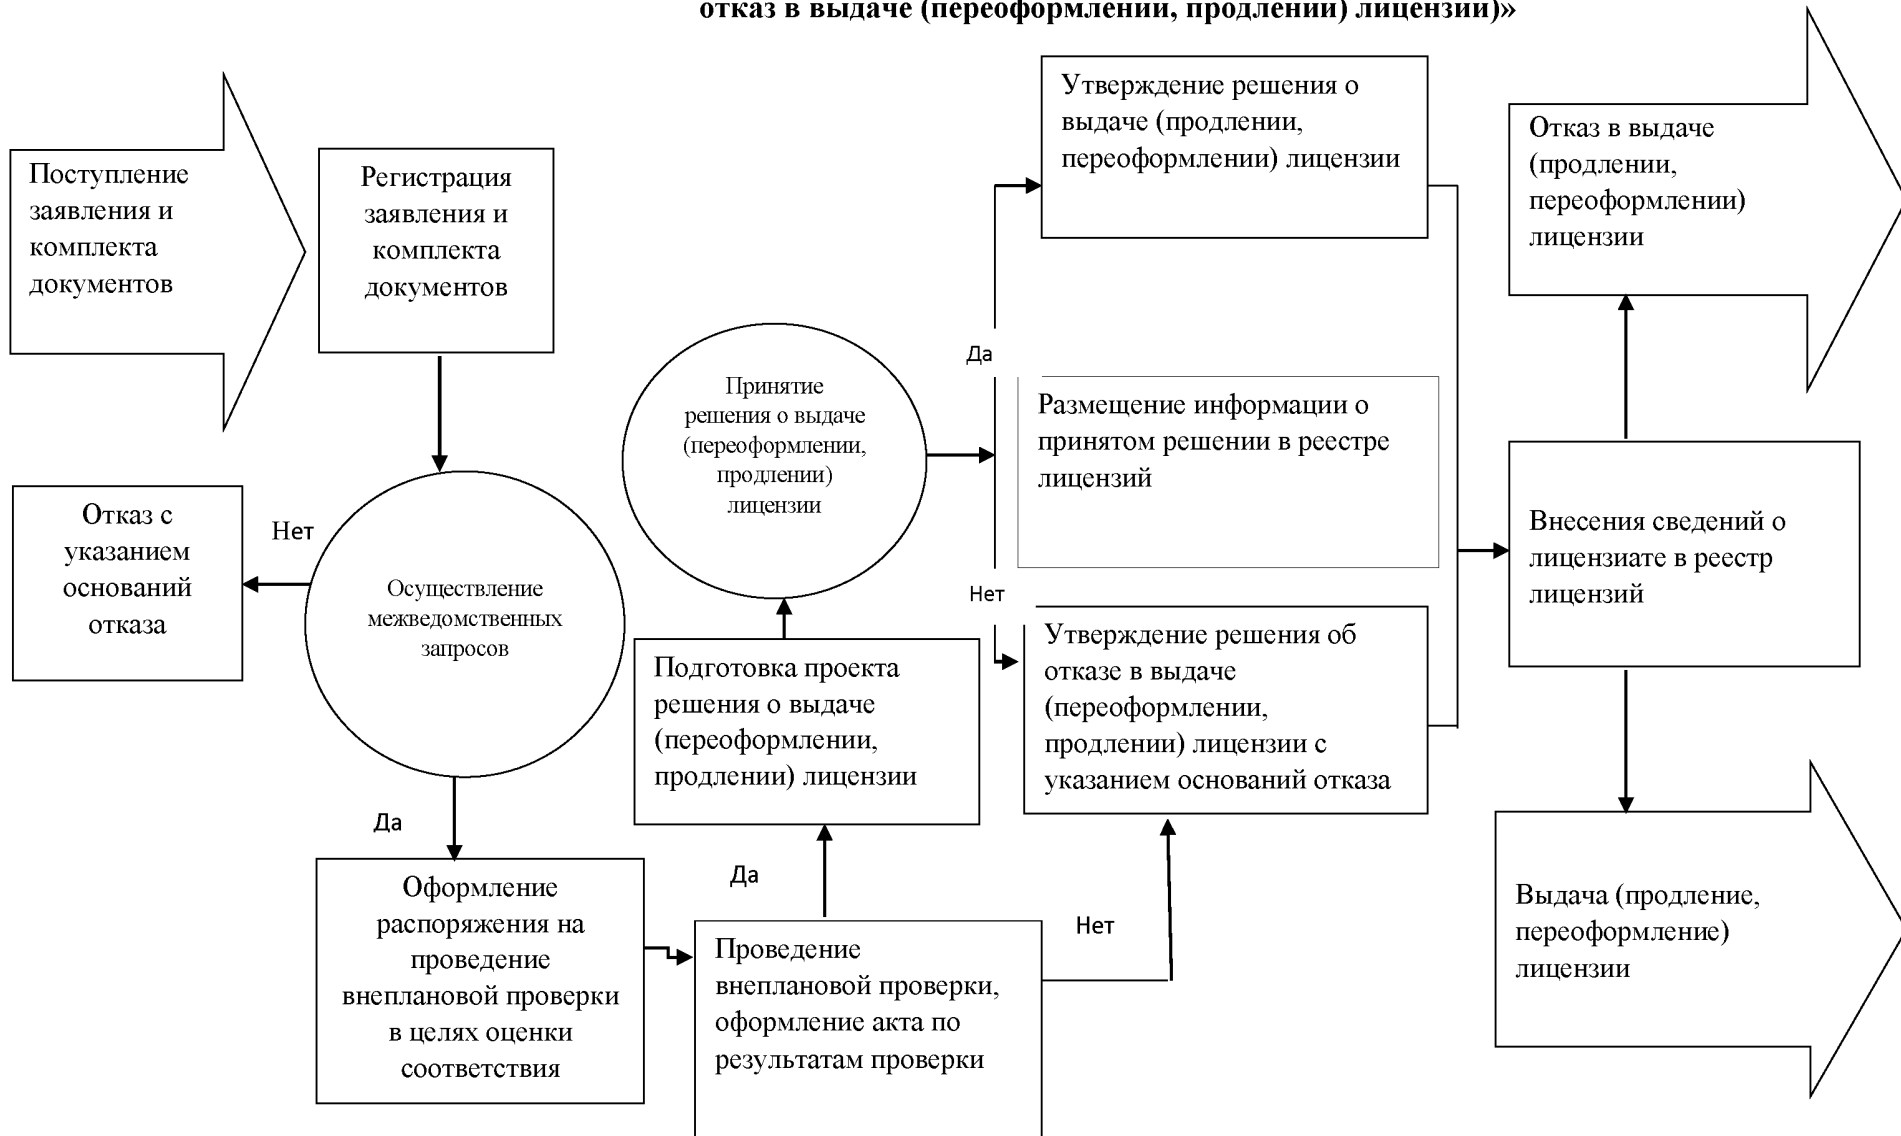 отказ в выдаче (переоформлении, продлении) лицензии)»
Поступление
заявления и
комплекта
документов
Регистрация
заявления и
комплекта
документов
Отказ с
указанием
оснований
отказа
Нет
Осуществление
межведомственных
запросов
Да
Оформление
распоряжения на
проведение
внеплановой проверки
в целях оценки
соответствия
Проведение
внеплановой проверки,
оформление акта по
результатам проверки
Да
Нет
Подготовка проекта
решения о выдаче
(переоформлении,
продлении) лицензии
Принятие
решения о выдаче
(переоформлении,
продлении)
лицензии
Да
Нет
Утверждение решения о
выдаче (продлении,
переоформлении) лицензии
Размещение информации о
принятом решении в реестре
лицензий
Утверждение решения об
отказе в выдаче
(переоформлении,
продлении) лицензии с
указанием оснований отказа
Отказ в выдаче
(продлении,
переоформлении)
лицензии
Внесения сведений о
лицензиате в реестр
лицензий
Выдача (продление,
переоформление)
лицензии